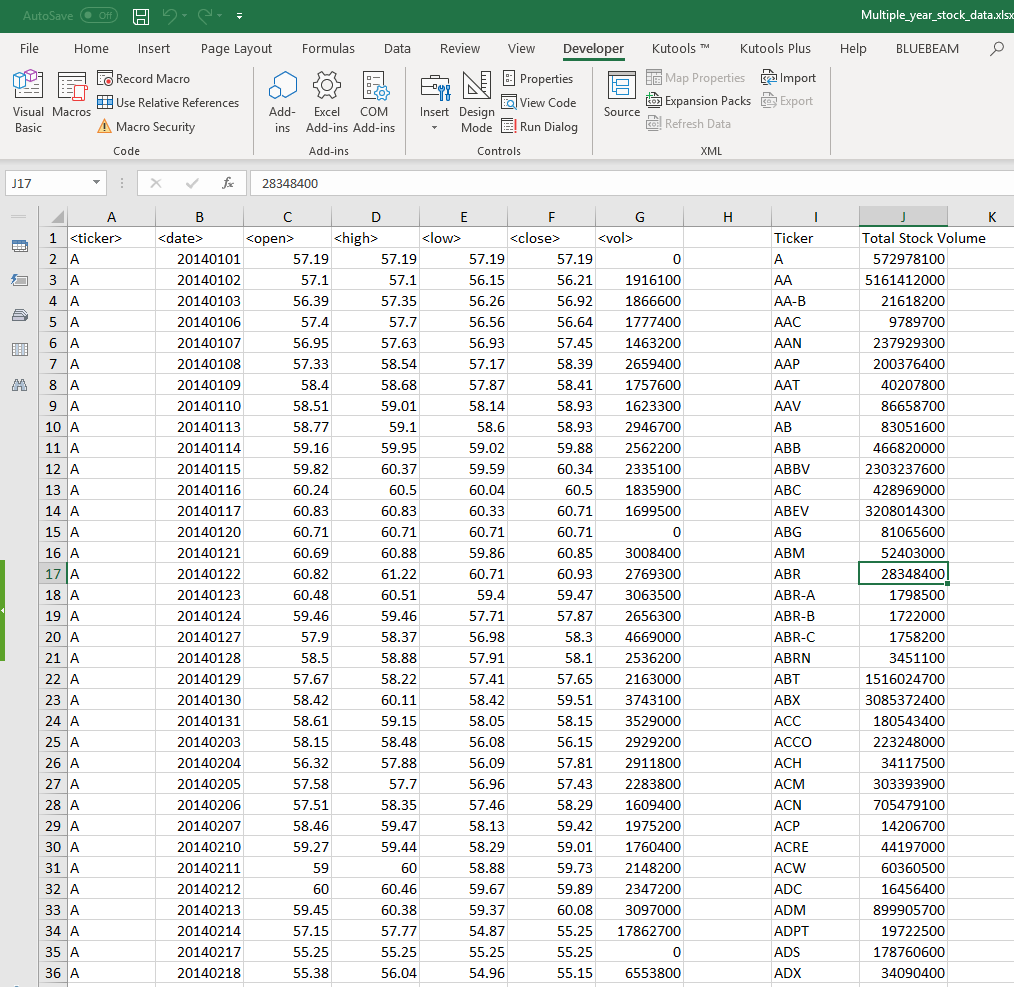 AutoSave Off Multiple_year_stock_data.xlsx
File Home Insert Page Layout Formulas Data Review View Developer Kutools ™ Kutools Plus Help BLUEBEAM
Visual Basic
Macros
Record Macro
Use Relative References
Macro Security
Code
Add-ins
Excel Add-ins
COM Add-ins
Add-ins
Insert
Design Mode
Properties
View Code
Run Dialog
Controls
Source
Map Properties
Expansion Packs
Refresh Data
Import
Export
XML
J17 fx 28348400
A B C D E F G H I J K
1 <ticker> <date> <open> <high> <low> <close> <vol> Ticker Total Stock Volume
2 A 20140101 57.19 57.19 57.19 57.19 0 A 572978100
3 A 20140102 57.1 57.1 56.15 56.21 1916100 AA 5161412000
4 A 20140103 56.39 57.35 56.26 56.92 1866600 AA-B 21618200
5 A 20140106 57.4 57.7 56.56 56.64 1777400 AAC 9789700
6 A 20140107 56.95 57.63 56.93 57.45 1463200 AAN 237929300
7 A 20140108 57.33 58.54 57.17 58.39 2659400 AAP 200376400
8 A 20140109 58.4 58.68 57.87 58.41 1757600 AAT 40207800
9 A 20140110 58.51 59.01 58.14 58.93 1623300 AAV 86658700
10 A 20140113 58.77 59.1 58.6 58.93 2946700 AB 83051600
11 A 20140114 59.16 59.95 59.02 59.88 2562200 ABB 466820000
12 A 20140115 59.82 60.37 59.59 60.34 2335100 ABBV 2303237600
13 A 20140116 60.24 60.5 60.04 60.5 1835900 ABC 428969000
14 A 20140117 60.83 60.83 60.33 60.71 1699500 ABEV 3208014300
15 A 20140120 60.71 60.71 60.71 60.71 0 ABG 81065600
16 A 20140121 60.69 60.88 59.86 60.85 3008400 ABM 52403000
17 A 20140122 60.82 61.22 60.71 60.93 2769300 ABR 28348400
18 A 20140123 60.48 60.51 59.4 59.47 3063500 ABR-A 1798500
19 A 20140124 59.46 59.46 57.71 57.87 2656300 ABR-B 1722000
20 A 20140127 57.9 58.37 56.98 58.3 4669000 ABR-C 1758200
21 A 20140128 58.5 58.88 57.91 58.1 2536200 ABRN 3451100
22 A 20140129 57.67 58.22 57.41 57.65 2163000 ABT 1516024700
23 A 20140130 58.42 60.11 58.42 59.51 3743100 ABX 3085372400
24 A 20140131 58.61 59.15 58.05 58.15 3529000 ACC 180543400
25 A 20140203 58.15 58.48 56.08 56.15 2929200 ACCO 223248000
26 A 20140204 56.32 57.88 56.09 57.81 2911800 ACH 34117500
27 A 20140205 57.58 57.7 56.96 57.43 2283800 ACM 303393900
28 A 20140206 57.51 58.35 57.46 58.29 1609400 ACN 705479100
29 A 20140207 58.46 59.47 58.13 59.42 1975200 ACP 14206700
30 A 20140210 59.27 59.44 58.29 59.01 1760400 ACRE 44197000
31 A 20140211 59 60 58.88 59.73 2148200 ACW 60360500
32 A 20140212 60 60.46 59.67 59.89 2347200 ADC 16456400
33 A 20140213 59.45 60.38 59.37 60.08 3097000 ADM 899905700
34 A 20140214 57.15 57.77 54.87 55.25 17862700 ADPT 19722500
35 A 20140217 55.25 55.25 55.25 55.25 0 ADS 178760600
36 A 20140218 55.38 56.04 54.96 55.15 6553800 ADX 34090400